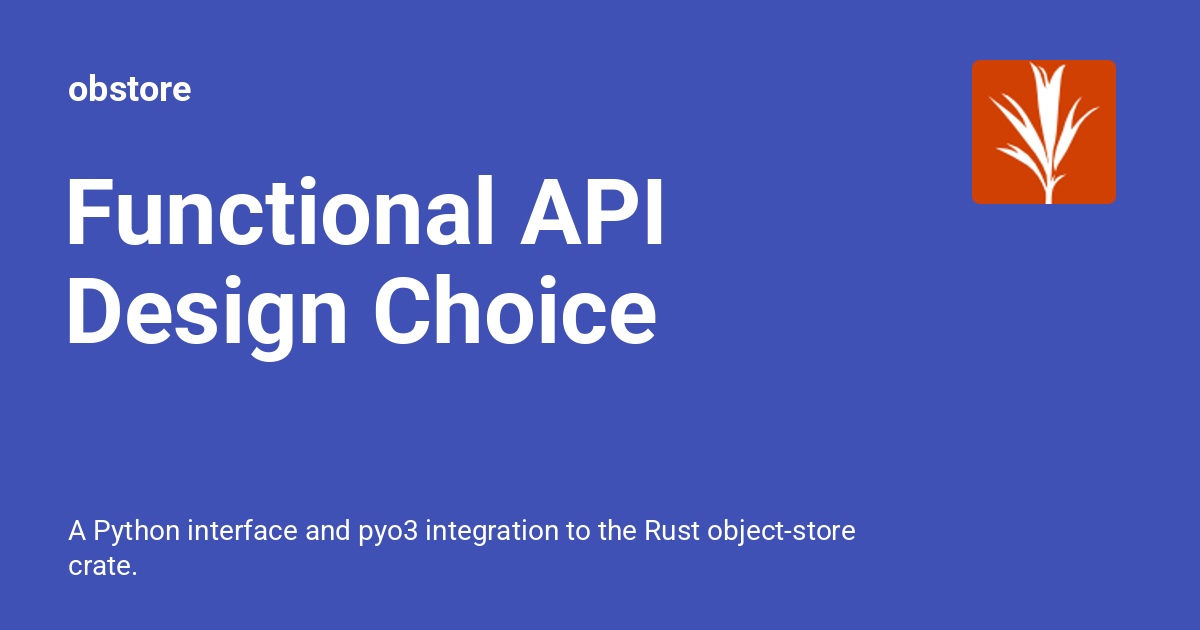 obstore
Functional API
Design Choice
A Python interface and pyo3 integration to the Rust object-store
crate.